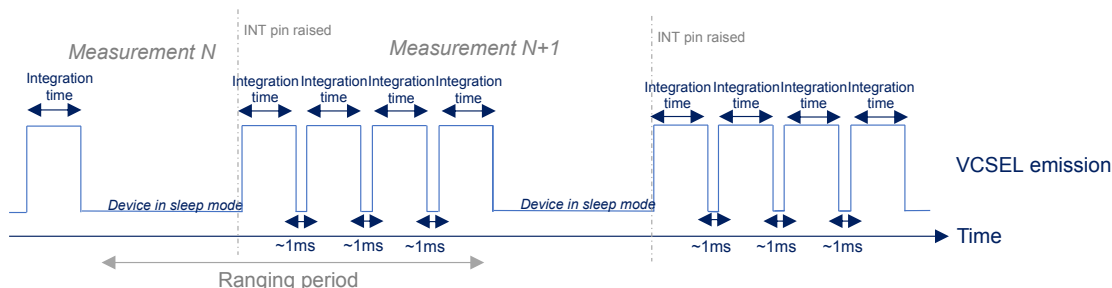 INT pin raised
INT pin raised
Measurement N
Measurement N+1
Integration
time
Integration
time
Integration
time
Integration
time
Integration
time
Integration
time
Integration
time
Integration
time
Integration
time
VCSEL emission
Device in sleep mode
Device in sleep mode
~1ms
~1ms
~1ms
~1ms
~1ms
~1ms
Time
Ranging period